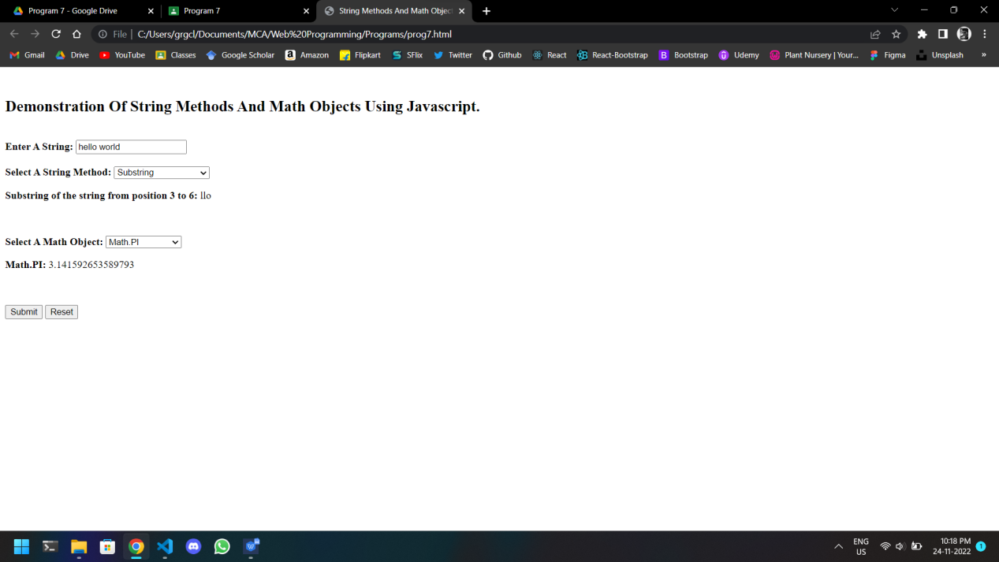 Program 7 - Google Drive
Program 7
String Methods And Math Object
File
C:/Users/grgcl/Documents/MCA/Web%20Programming/Programs/prog7.html
Gmail Drive YouTube Classes Google Scholar Amazon Flipkart SFlix Twitter Github React React-Bootstrap Bootstrap Udemy Plant Nursery | Your... Figma Unsplash »
Demonstration Of String Methods And Math Objects Using Javascript.
Enter A String: hello world
Select A String Method: Substring
Substring of the string from position 3 to 6: llo
Select A Math Object: Math.PI
Math.PI: 3.141592653589793
Submit Reset
ENG
US
10:18 PM
24-11-2022
1